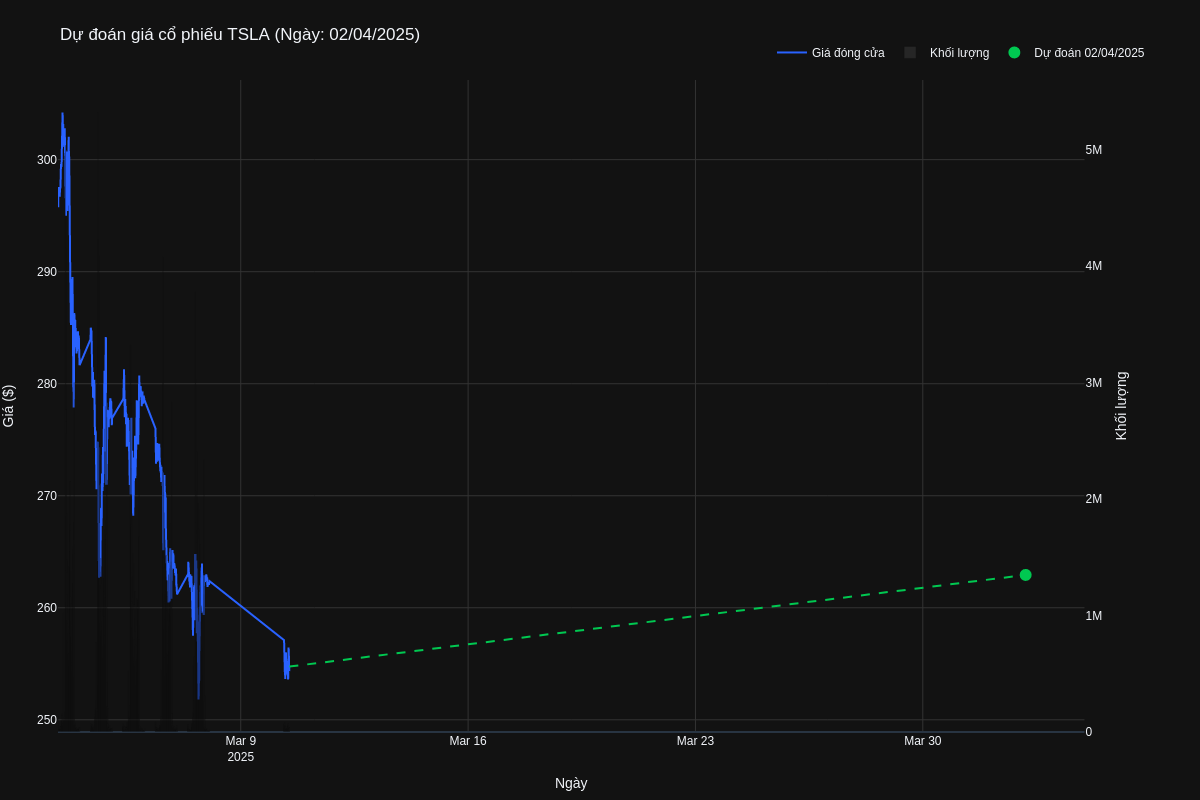 Dự đoán giá cổ phiếu TSLA (Ngày: 02/04/2025)
Giá đóng cửa
Khối lượng
Dự đoán 02/04/2025
300
290
280
270
260
250
Giá ($)
5M
4M
3M
2M
1M
0
Khối lượng
Mar 9
2025
Mar 16
Mar 23
Mar 30
Ngày